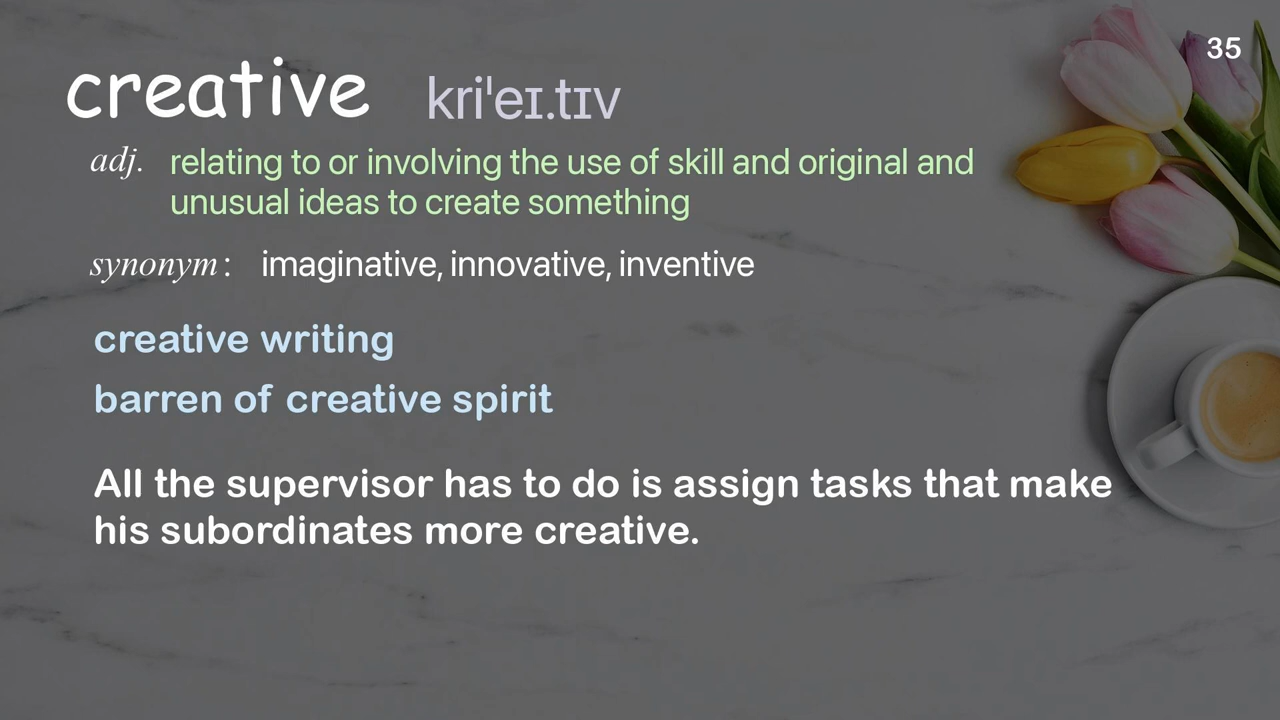 35
creative kri'eɪ.tɪv
adj. relating to or involving the use of skill and original and
unusual ideas to create something
synonym : imaginative, innovative, inventive
creative writing
barren of creative spirit
All the supervisor has to do is assign tasks that make
his subordinates more creative.